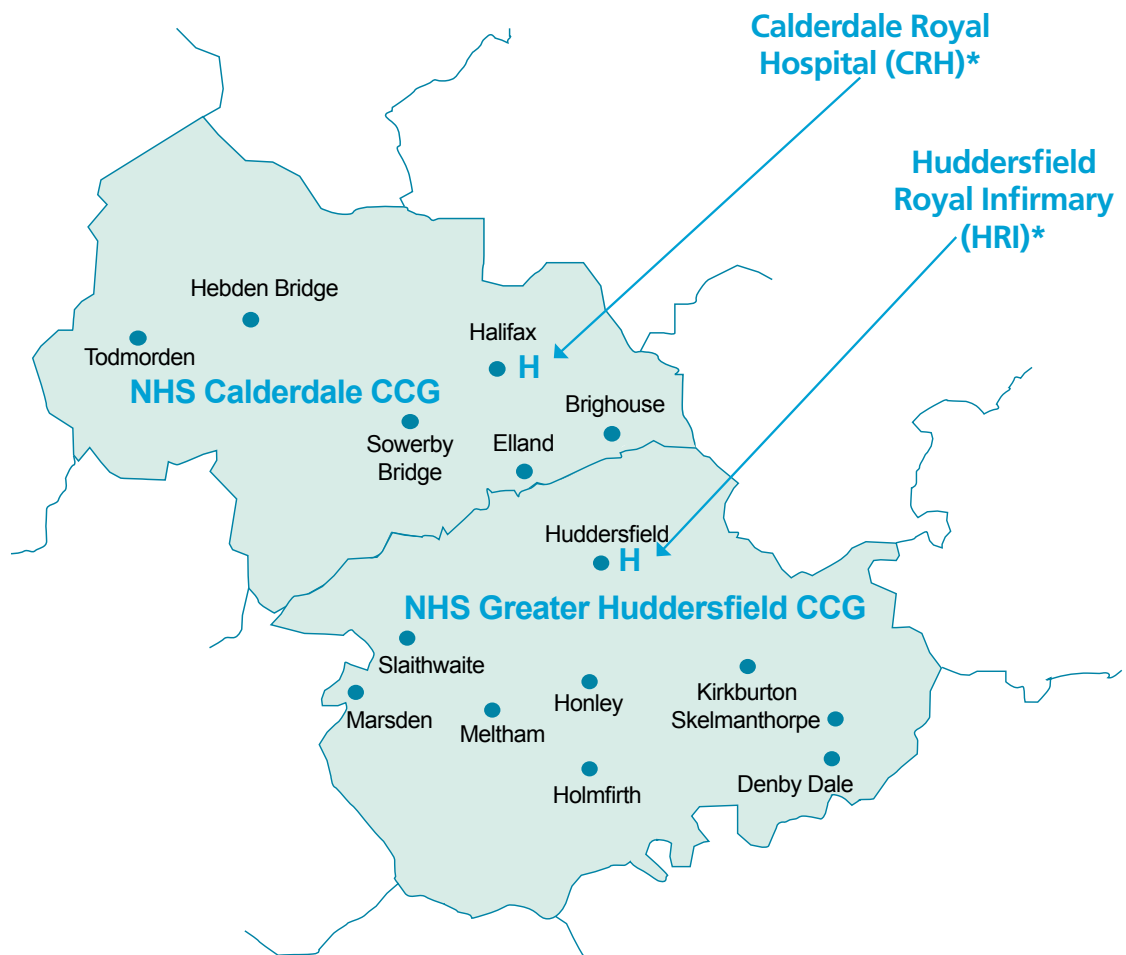 Calderdale Royal
Hospital (CRH)*
Huddersfield
Royal Infirmary
(HRI)*
Hebden Bridge
Todmorden
Halifax
H
NHS Calderdale CCG
Brighouse
Sowerby
Bridge
Elland
Huddersfield
H
NHS Greater Huddersfield CCG
Slaithwaite
Marsden
Meltham
Honley
Kirkburton
Skelmanthorpe
Holmfirth
Denby Dale